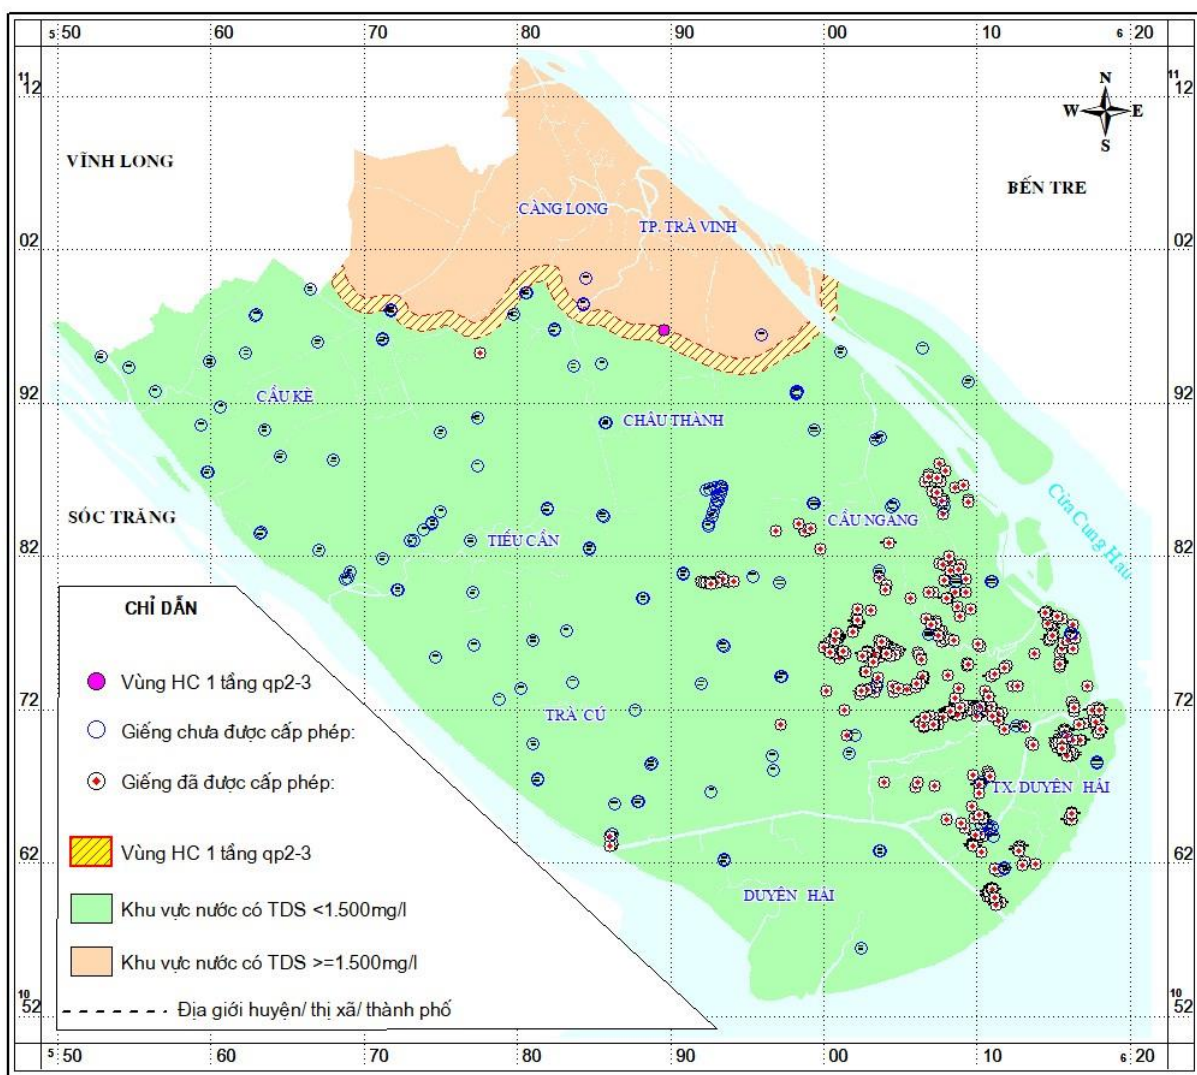 5 50 60 70 80 90 00 10 6 20
11 12
11 12
N
W E
S
VĨNH LONG
BẾN TRE
CÀNG LONG
TP. TRÀ VINH
02
02
92
92
CẦU KÈ
CHÂU THÀNH
SÓC TRĂNG
CẦU NGANG
Cửa Cung Hầu
TIỂU CẦN
82
82
CHỈ DẪN
Vùng HC 1 tầng qp2-3
72
72
TRÀ CÚ
Giếng chưa được cấp phép:
Giếng đã được cấp phép:
TX. DUYÊN HẢI
62
62
Vùng HC 1 tầng qp2-3
DUYÊN HẢI
Khu vực nước có TDS <1.500mg/l
Khu vực nước có TDS >=1.500mg/l
10 52
10 52
Địa giới huyện/ thị xã/ thành phố
5 50 60 70 80 90 00 10 6 20